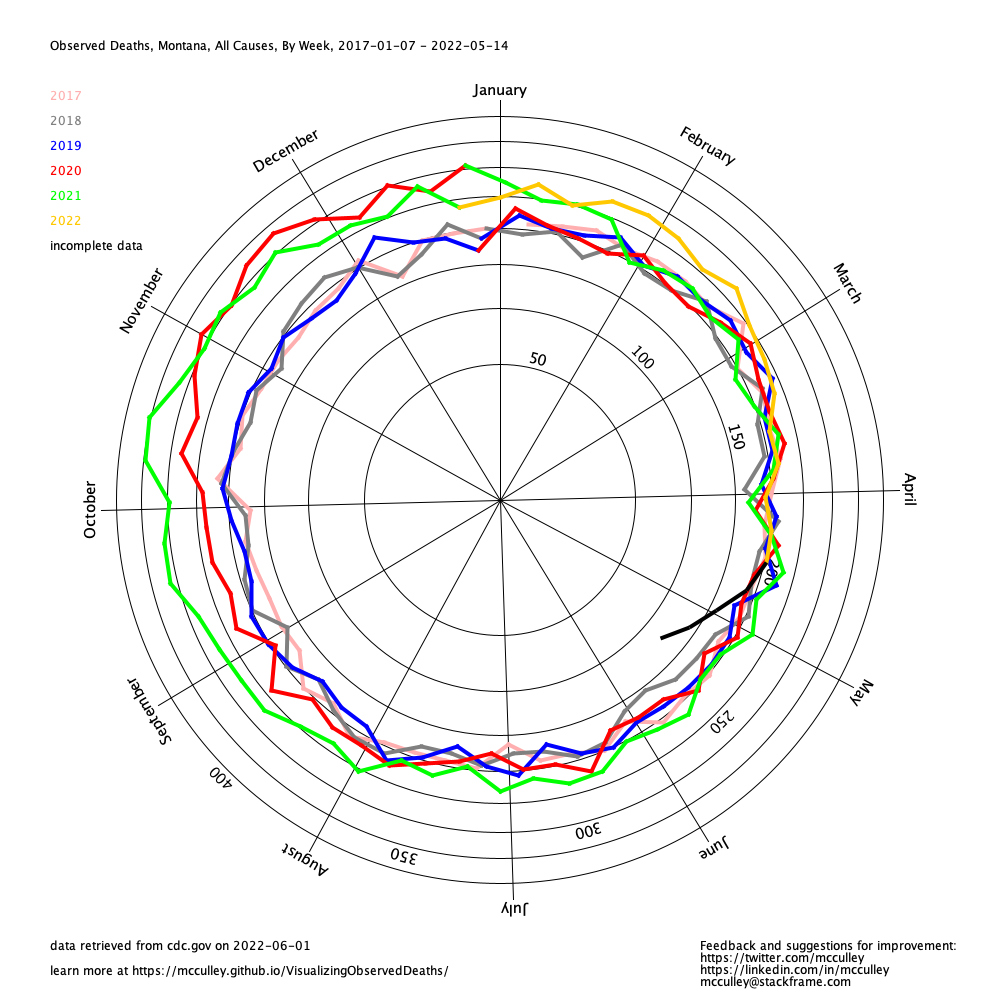 Observed Deaths, Montana, All Causes, By Week, 2017-01-07 - 2022-05-14
January
2017
2018
2019
2020
2021
2022
incomplete data
December
February
November
March
50
100
150
October
April
200
September
May
250
400
300
350
August
June
July
data retrieved from cdc.gov on 2022-06-01
learn more at https://mcculley.github.io/VisualizingObservedDeaths/
Feedback and suggestions for improvement:
https://twitter.com/mcculley
https://linkedin.com/in/mcculley
mcculley@stackframe.com